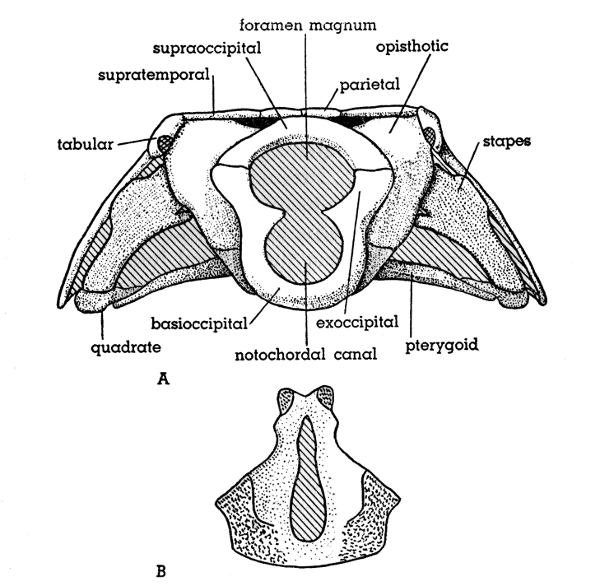 foramen magnum
supraoccipital
opisthotic
supratemporal
parietal
tabular
stapes
basioccipital
exoccipital
quadrate
notochordal canal
pterygoid
A
B